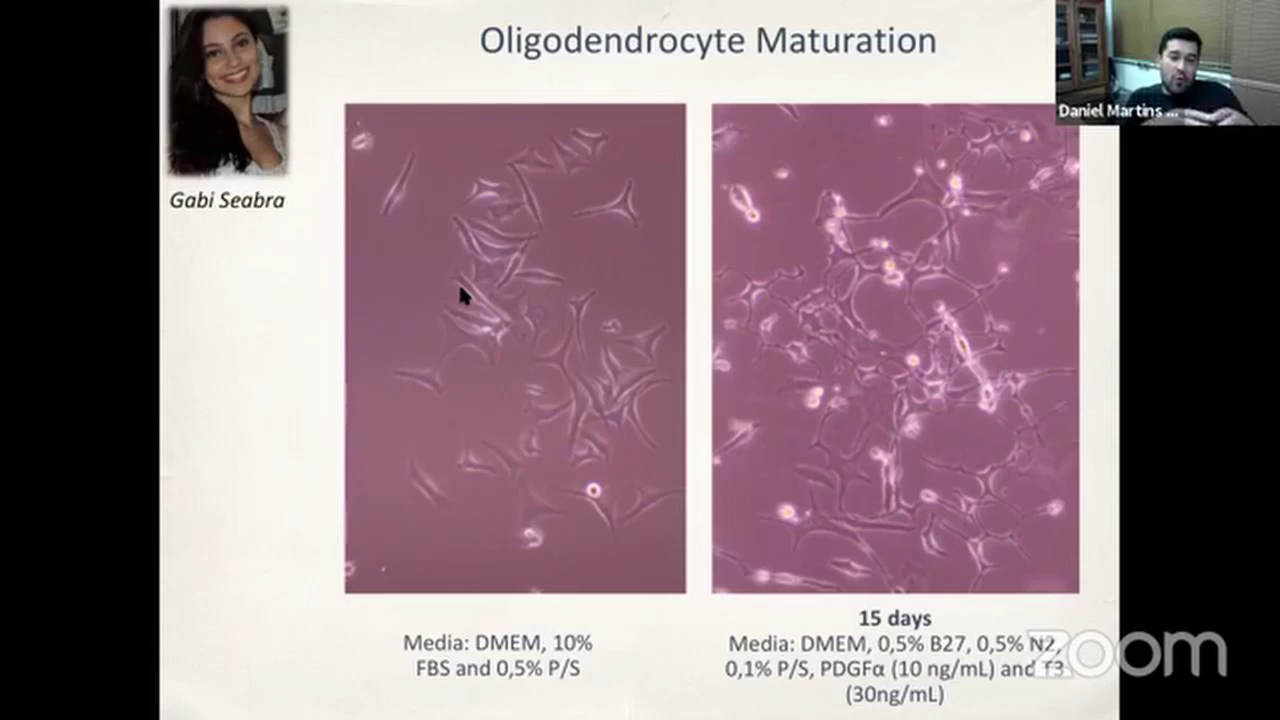 Oligodendrocyte Maturation
Daniel Martins ...
Gabi Seabra
15 days
Media: DMEM, 10%
FBS and 0,5% P/S
Media: DMEM, 0,5% B27, 0,5% N2,
0,1% P/S, PDGFα (10 ng/mL) and T3
(30ng/mL)
zoom